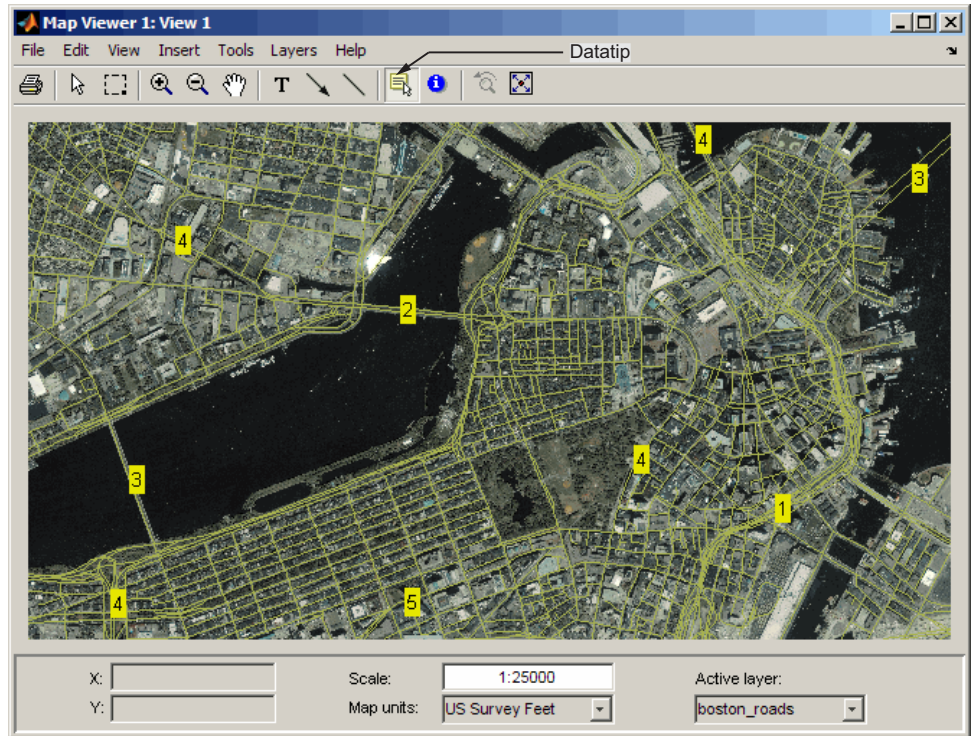 Map Viewer 1: View 1
File Edit View Insert Tools Layers Help
Datatip
T
4
3
4
2
3
4
1
4
5
X:
Scale: 1:25000
Active layer:
Y:
Map units: US Survey Feet
boston_roads